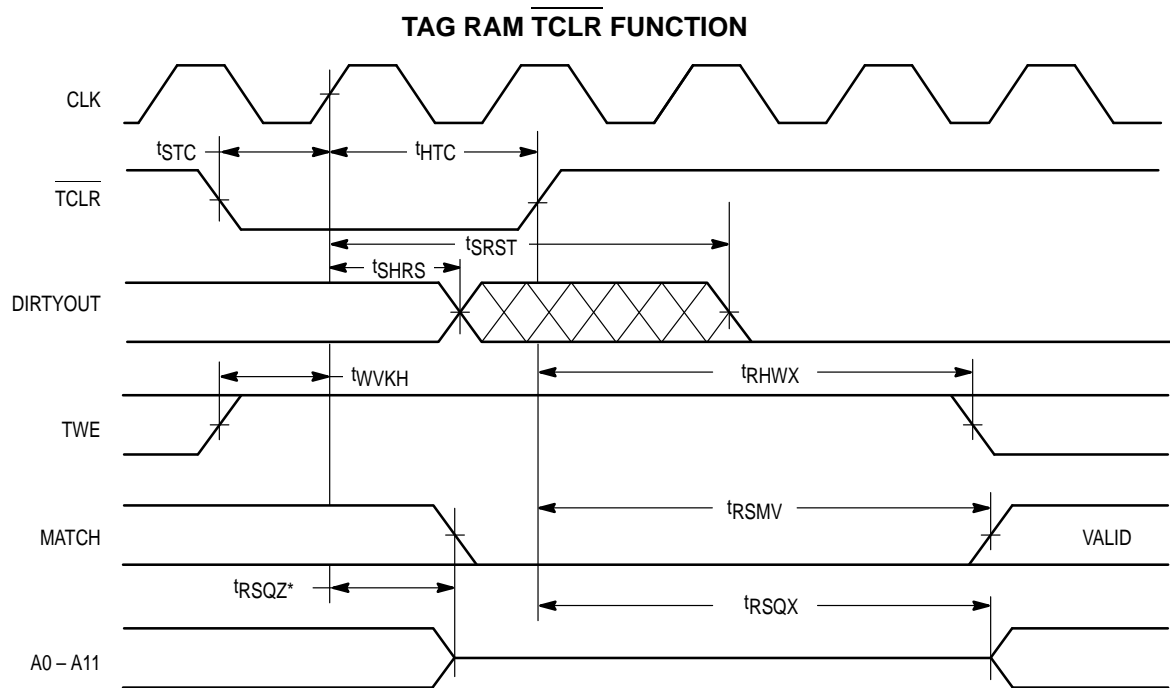 TAG RAM TCLR FUNCTION
CLK
tSTC
tHTC
TCLR
tSRST
tSHRS
DIRTYOUT
tWVKH
tRHWX
TWE
tRSMV
MATCH
VALID
tRSQZ*
tRSQX
A0 – A11